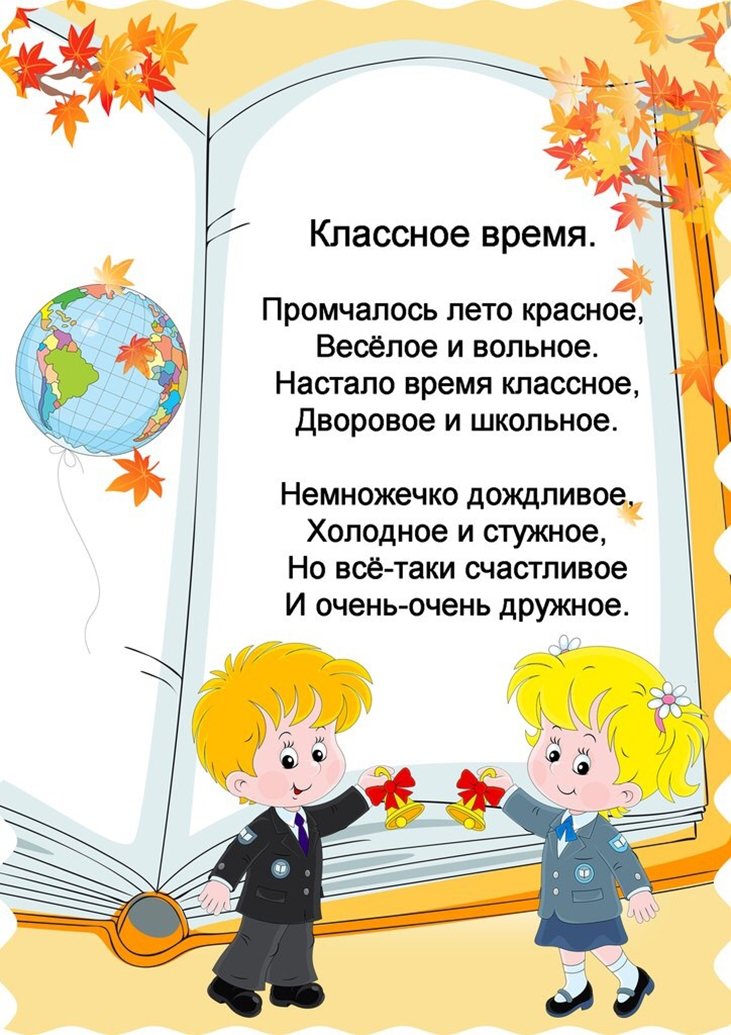 Классное время.
Промчалось лето красное,
Весёлое и вольное.
Настало время классное,
Дворовое и школьное.
Немножечко дождливое,
Холодное и стужное,
Но всё-таки счастливое
И очень-очень дружное.